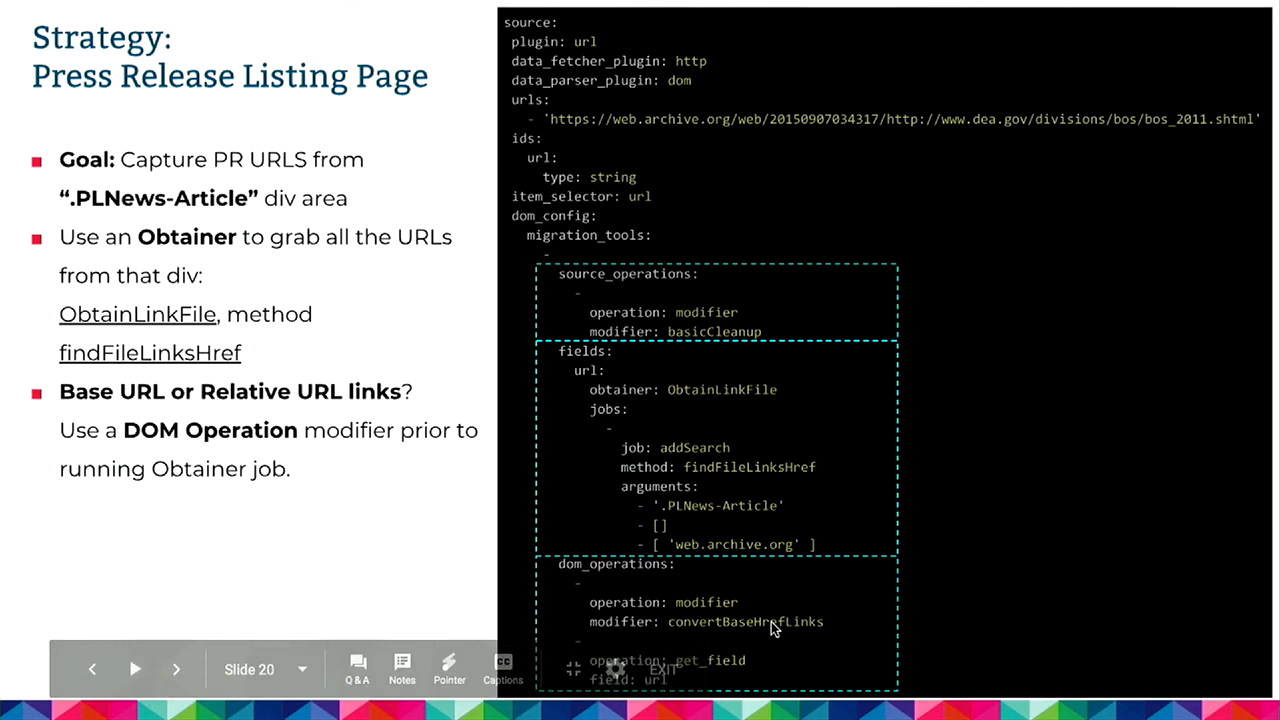 Strategy:
Press Release Listing Page
Goal: Capture PR URLS from
“.PLNews-Article” div area
Use an Obtainer to grab all the URLs
from that div:
ObtainLinkFile, method
findFileLinksHref
Base URL or Relative URL links?
Use a DOM Operation modifier prior to
running Obtainer job.
source:
plugin: url
data_fetcher_plugin: http
data_parser_plugin: dom
urls:
- 'https://web.archive.org/web/20150907034317/http://www.dea.gov/divisions/bos/bos_2011.shtml'
ids:
url:
type: string
item_selector: url
dom_config:
migration_tools:
-
source_operations:
-
operation: modifier
modifier: basicCleanup
fields:
url:
obtainer: ObtainLinkFile
jobs:
-
job: addSearch
method: findFileLinksHref
arguments:
- '.PLNews-Article'
- []
- [ 'web.archive.org' ]
dom_operations:
-
operation: modifier
modifier: convertBaseHrefLinks
-
operation: get_field
field: url
Slide 20
Q & A
Notes
Pointer
CC
Captions
EXIT